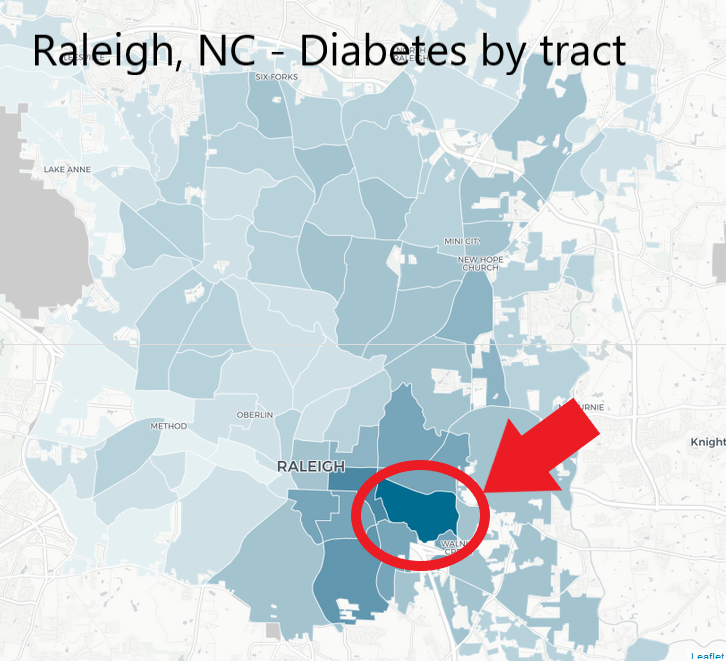 Raleigh, NC - Diabetes by tract
SIX FORKS
LAKE ANNE
MINI CITY
NEW HOPE
CHURCH
OBERLIN
METHOD
RALEIGH
Knight
Leaflet